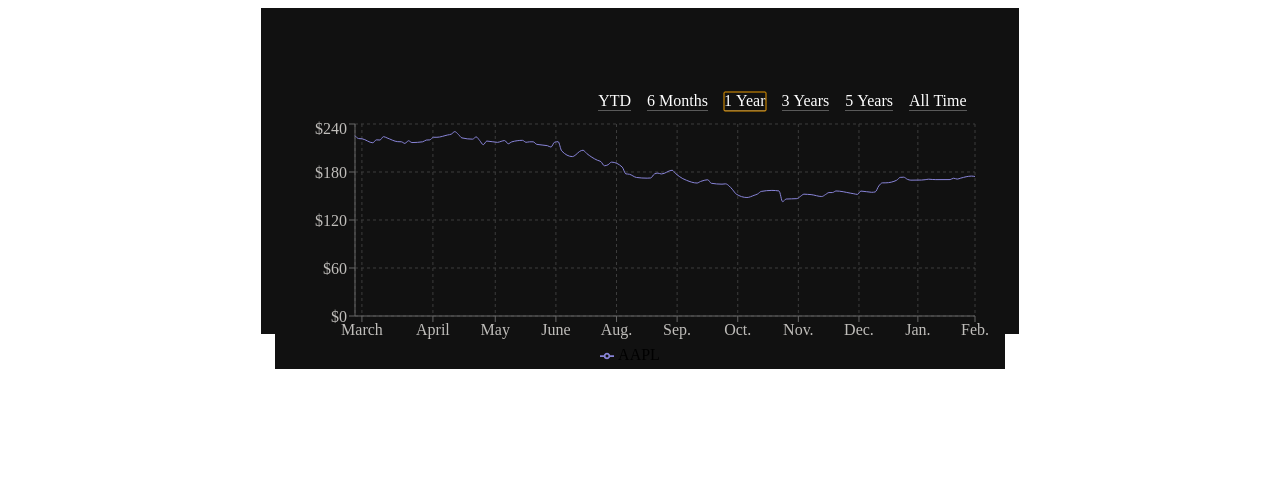 YTD 6 Months 1 Year 3 Years 5 Years All Time
$240
$180
$120
$60
$0
March April May June Aug. Sep. Oct. Nov. Dec. Jan. Feb.
AAPL